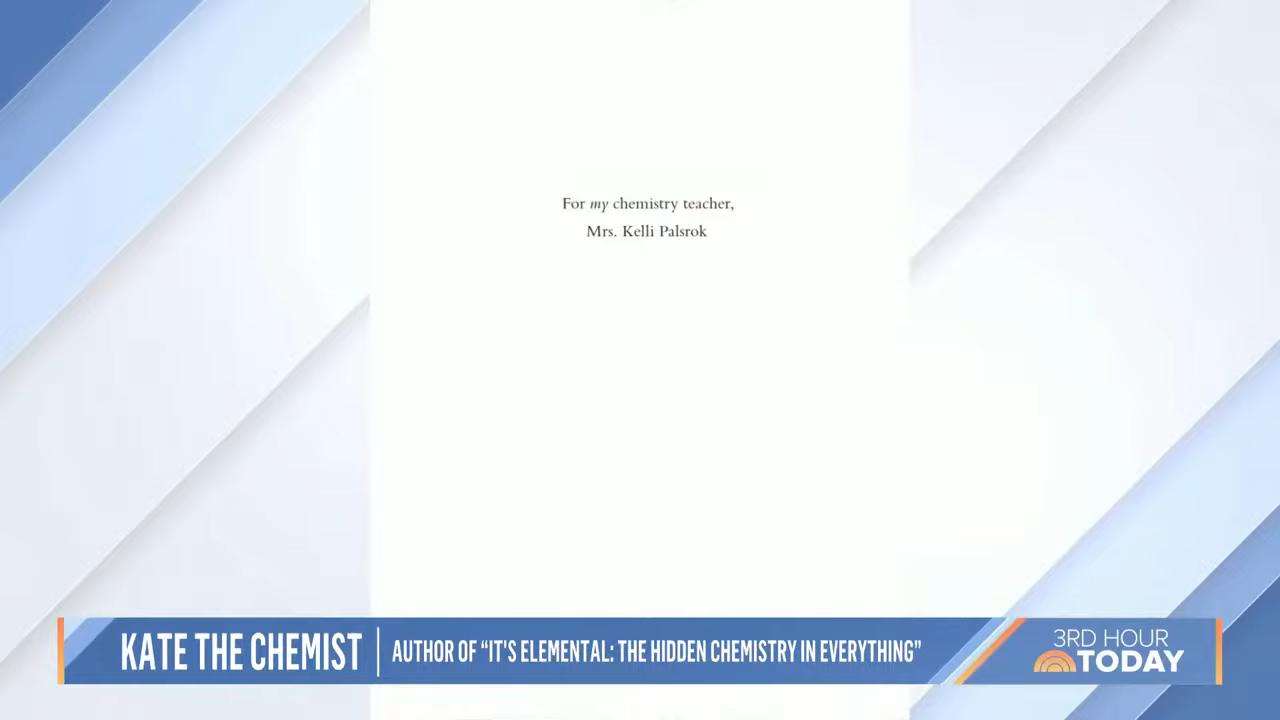 For my chemistry teacher,
Mrs. Kelli Palsrok
KATE THE CHEMIST
AUTHOR OF “IT'S ELEMENTAL: THE HIDDEN CHEMISTRY IN EVERYTHING”
3RD HOUR
TODAY